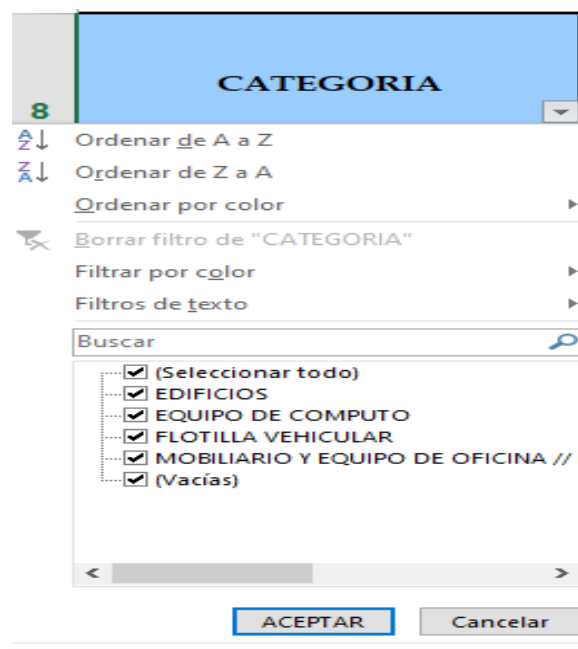 CATEGORIA
8
Ordenar de A a Z
Ordenar de Z a A
Ordenar por color
Borrar filtro de "CATEGORIA"
Filtrar por color
Filtros de texto
Buscar
(Seleccionar todo)
EDIFICIOS
EQUIPO DE COMPUTO
FLOTILLA VEHICULAR
MOBILIARIO Y EQUIPO DE OFICINA //
(Vacías)
ACEPTAR
Cancelar